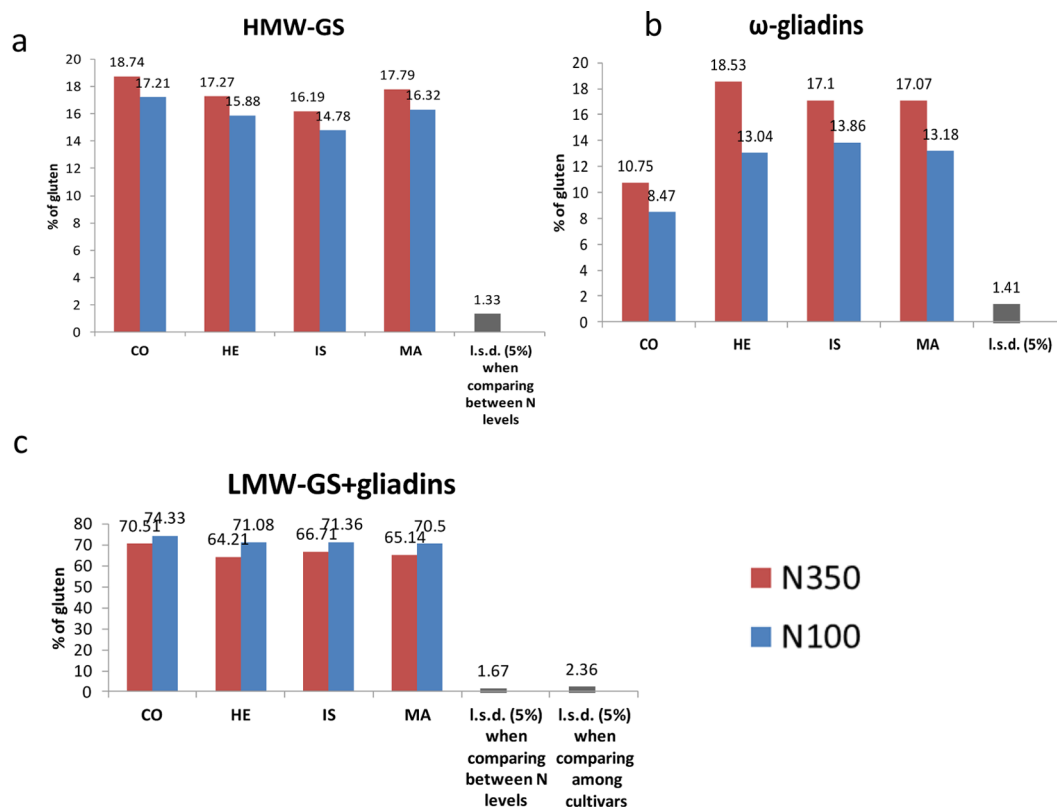 a
HMW-GS
20
18
16
14
12
10
8
6
4
2
0
% of gluten
18.74
17.21
17.27
15.88
16.19
14.78
17.79
16.32
1.33
CO
HE
IS
MA
l.s.d. (5%)
when
comparing
between N
levels
b
ω-gliadins
20
18
16
14
12
10
8
6
4
2
0
% of gluten
10.75
8.47
18.53
13.04
17.1
13.86
17.07
13.18
1.41
CO
HE
IS
MA
l.s.d. (5%)
c
LMW-GS+gliadins
80
70
60
50
40
30
20
10
0
% of gluten
70.51
74.33
64.21
71.08
66.71
71.36
65.14
70.5
1.67
2.36
CO
HE
IS
MA
l.s.d. (5%)
when
comparing
between N
levels
l.s.d. (5%)
when
comparing
among
cultivars
N350
N100